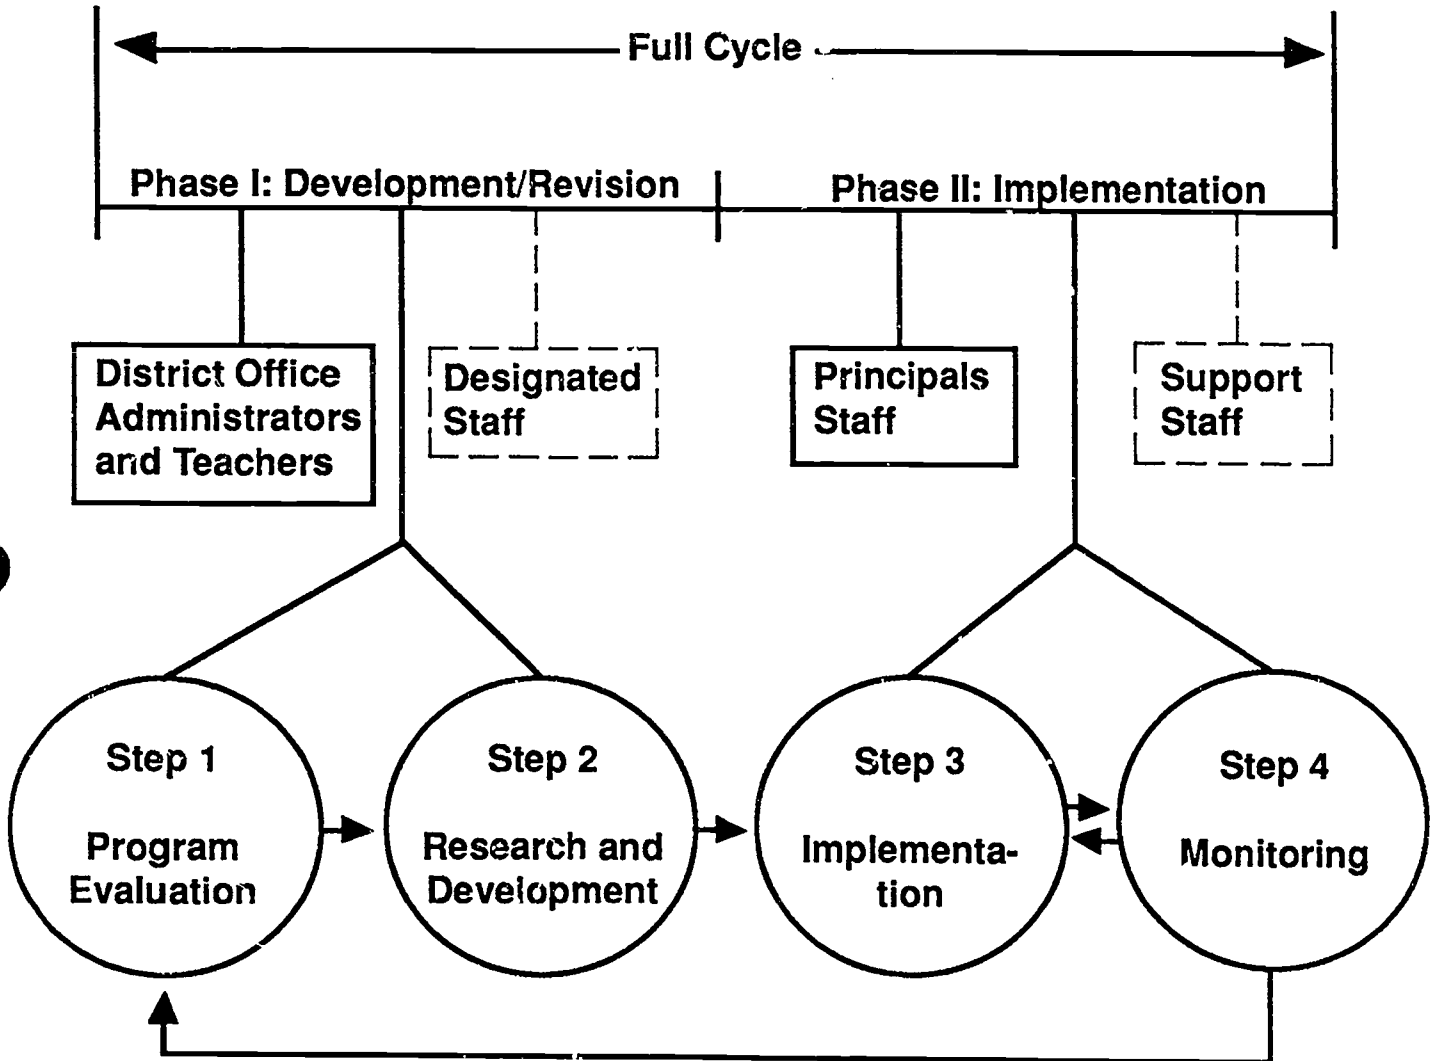 Full Cycle
Phase I: Development/Revision
Phase II: Implementation
District Office
Administrators
and Teachers
Designated
Staff
Principals
Staff
Support
Staff
Step 1
Program
Evaluation
Step 2
Research and
Development
Step 3
Implementa-
tion
Step 4
Monitoring